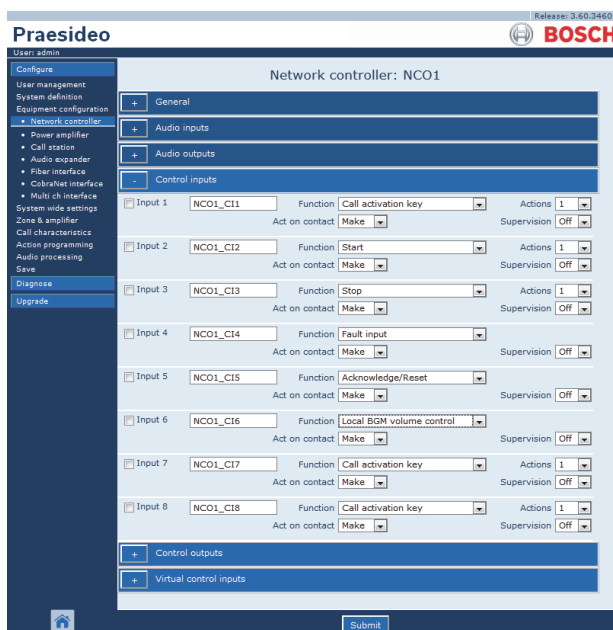 Release: 3.60.3460
Praesideo
BOSCH
User: admin
Configure
User management
System definition
Equipment configuration
• Network controller
• Power amplifier
• Call station
• Audio expander
• Fiber interface
• CobraNet interface
• Multi ch interface
System wide settings
Zone & amplifier
Call characteristics
Action programming
Audio processing
Save
Diagnose
Upgrade
Network controller: NCO1
+ General
+ Audio inputs
+ Audio outputs
- Control inputs
Input 1 NCO1_CI1 Function Call activation key Actions 1
Act on contact Make Supervision Off
Input 2 NCO1_CI2 Function Start Actions 1
Act on contact Make Supervision Off
Input 3 NCO1_CI3 Function Stop Actions 1
Act on contact Make Supervision Off
Input 4 NCO1_CI4 Function Fault input
Act on contact Make Supervision Off
Input 5 NCO1_CI5 Function Acknowledge/Reset
Act on contact Make Supervision Off
Input 6 NCO1_CI6 Function Local BGM volume control
Act on contact Make Supervision Off
Input 7 NCO1_CI7 Function Call activation key Actions 1
Act on contact Make Supervision Off
Input 8 NCO1_CI8 Function Call activation key Actions 1
Act on contact Make Supervision Off
+ Control outputs
+ Virtual control inputs
Submit